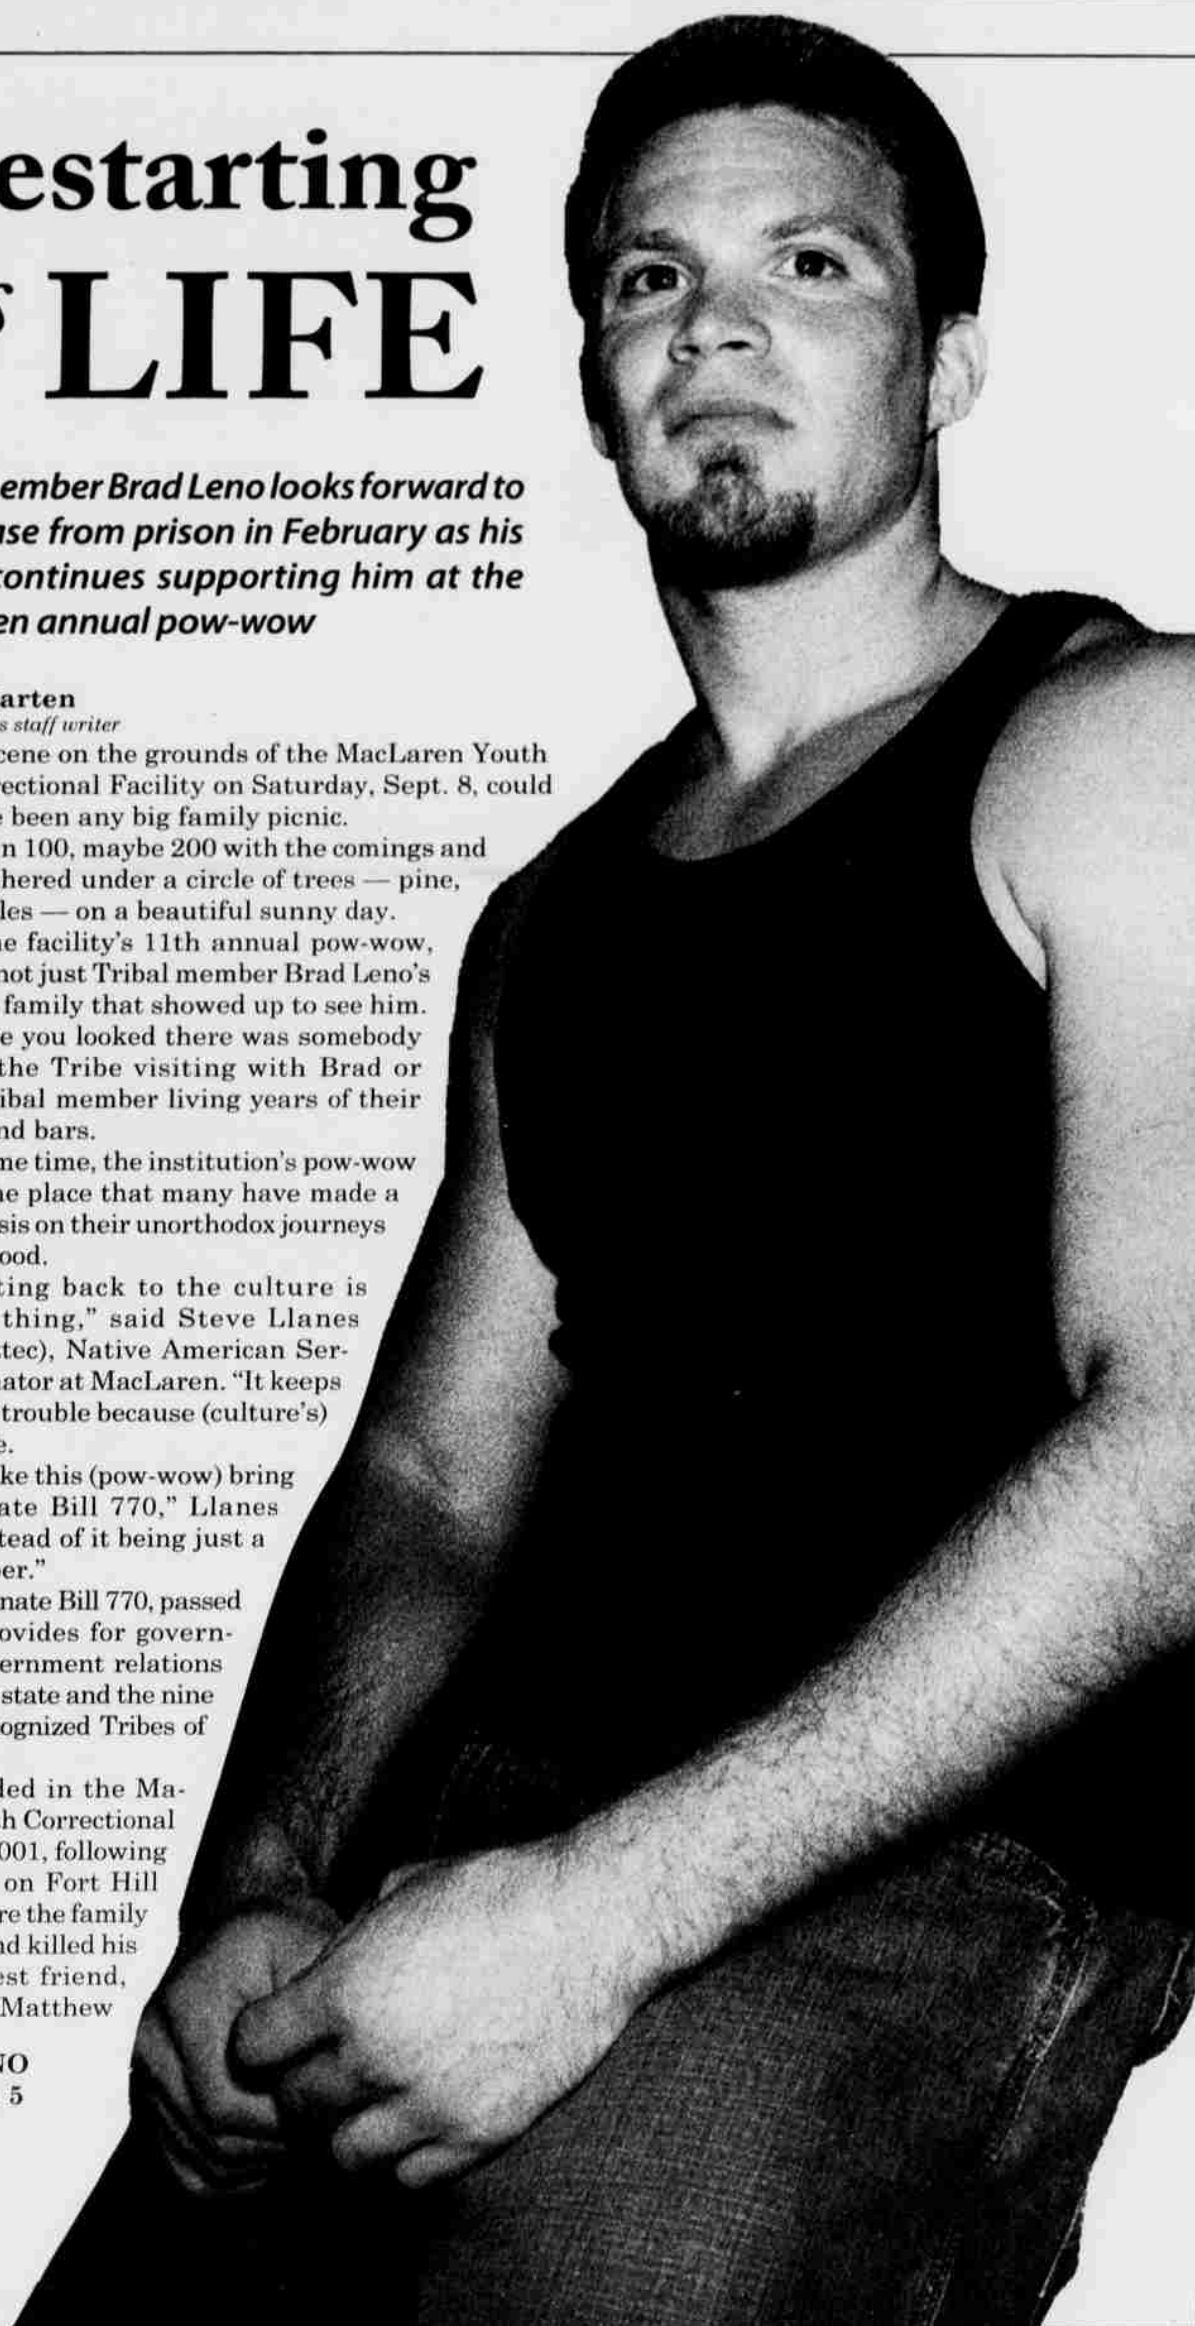 estarting
LIFE
ember Brad Leno looks forward to
ase from prison in February as his
continues supporting him at the
en annual pow-wow
arten
s staff writer
cene on the grounds of the MacLaren Youth
ectional Facility on Saturday, Sept. 8, could
e been any big family picnic.
n 100, maybe 200 with the comings and
hered under a circle of trees — pine,
les — on a beautiful sunny day.
he facility's 11th annual pow-wow,
not just Tribal member Brad Leno's
family that showed up to see him.
e you looked there was somebody
the Tribe visiting with Brad or
ibal member living years of their
nd bars.
me time, the institution's pow-wow
ne place that many have made a
sis on their unorthodox journeys
ood.
ting back to the culture is
thing," said Steve Llanes
tec), Native American Ser-
ator at MacLaren. "It keeps
trouble because (culture's)
e.
ke this (pow-wow) bring
ate Bill 770," Llanes
tead of it being just a
er."
nate Bill 770, passed
ovides for govern-
ernment relations
state and the nine
ognized Tribes of
led in the Ma-
h Correctional
001, following
on Fort Hill
re the family
nd killed his
est friend,
Matthew
NO
5